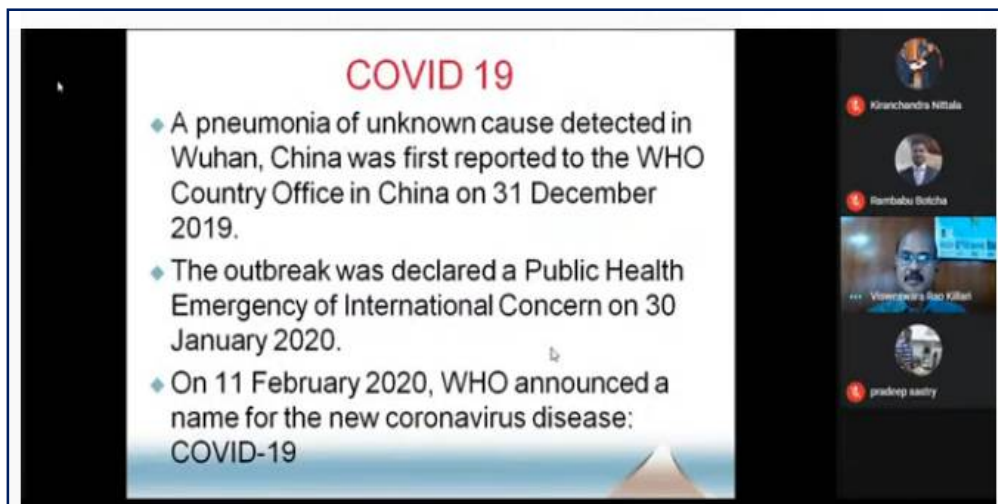 COVID 19
A pneumonia of unknown cause detected in
Wuhan, China was first reported to the WHO
Country Office in China on 31 December
2019.
The outbreak was declared a Public Health
Emergency of International Concern on 30
January 2020.
On 11 February 2020, WHO announced a
name for the new coronavirus disease:
COVID-19
Kiranchandra Nittala
Rambabu Botcha
Visweswara Rao Killari
pradeep sastry